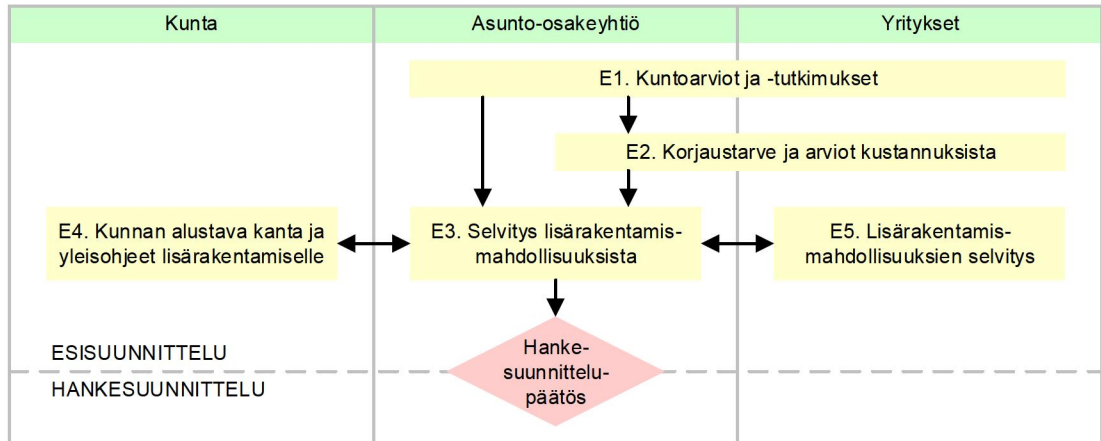 Kunta
Asunto-osakeyhtiö
Yritykset
E1. Kuntoarviot ja -tutkimukset
E2. Korjaustarve ja arviot kustannuksista
E4. Kunnan alustava kanta ja
yleisohjeet lisärakentamiselle
E3. Selvitys lisärakentamis-
mahdollisuuksista
E5. Lisärakentamis-
mahdollisuuksien selvitys
Hanke-
suunnittelu-
päätös
ESISUUNNITTELU
HANKESUUNNITTELU